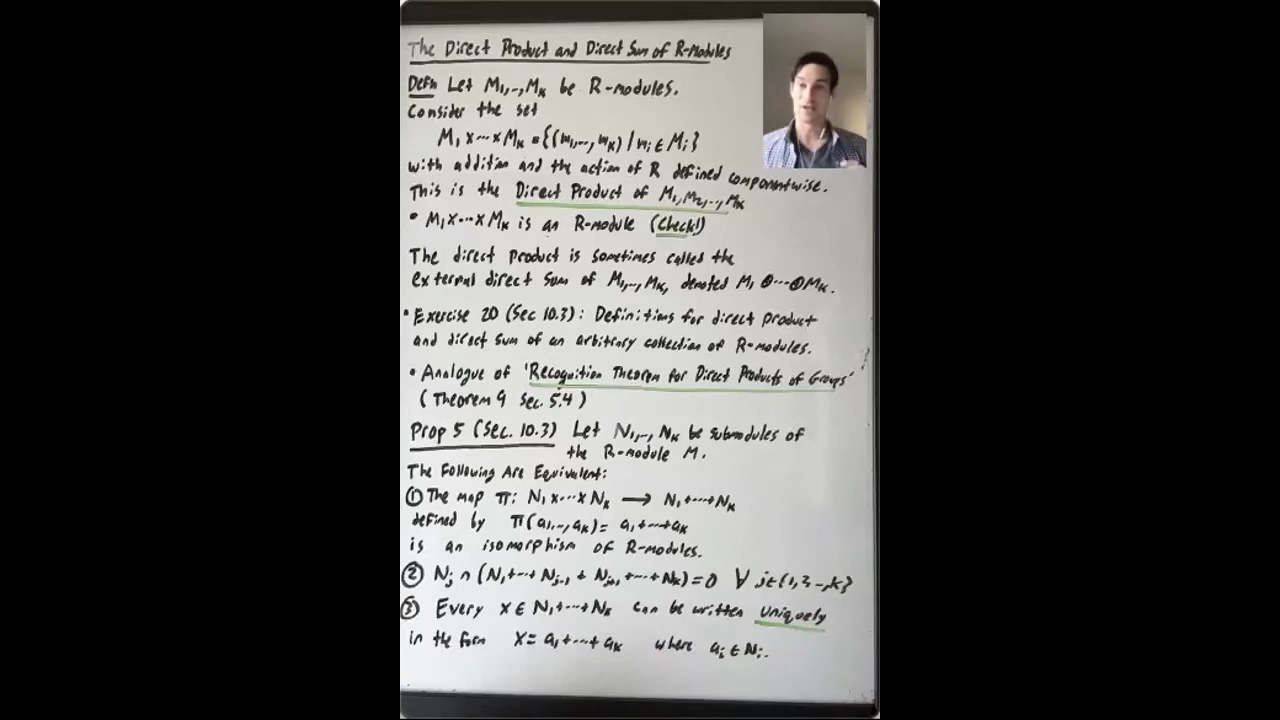 The Direct Product and Direct Sum of R-Modules
Defn Let M₁,..,Mₖ be R-modules.
Consider the set
M₁×···×Mₖ = {(m₁,..,mₖ) | mᵢ ∈ Mᵢ}
with addition and the action of R defined componentwise.
This is the Direct Product of M₁,M₂,..,Mₖ
• M₁×···×Mₖ is an R-module (Check!)
The direct product is sometimes called the
external direct sum of M₁,..,Mₖ, denoted M₁ ⊕···⊕ Mₖ.
• Exercise 20 (Sec 10.3): Definitions for direct product
and direct sum of an arbitrary collection of R-modules.
• Analogue of 'Recognition Theorem for Direct Products of Groups'
(Theorem 9 Sec. 5.4)
Prop 5 (Sec. 10.3) Let N₁,.., Nₖ be submodules of
the R-module M.
The Following Are Equivalent:
① The map π: N₁×···×Nₖ → N₁+···+Nₖ
defined by π(a₁,..,aₖ) = a₁+···+aₖ
is an isomorphism of R-modules.
② Nⱼ ∩ (N₁+···+ Nⱼ₋₁ + Nⱼ₊₁ +···+ Nₖ) = 0 ∀ j∈{1,2,..,k}
③ Every x ∈ N₁+···+Nₖ can be written uniquely
in the form x = a₁+···+aₖ where aᵢ ∈ Nᵢ.